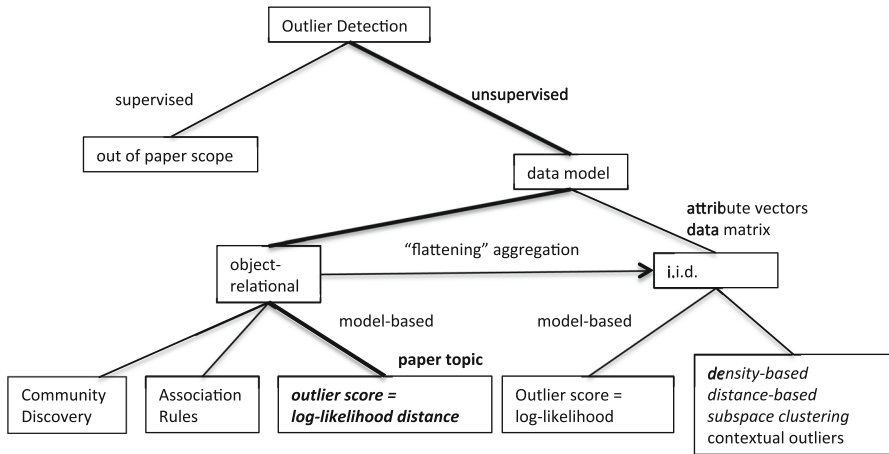 Outlier Detection
supervised
unsupervised
out of paper scope
data model
attribute vectors
data matrix
“flattening” aggregation
object-
relational
i.i.d.
model-based
model-based
paper topic
Community
Discovery
Association
Rules
outlier score =
log-likelihood distance
Outlier score =
log-likelihood
density-based
distance-based
subspace clustering
contextual outliers